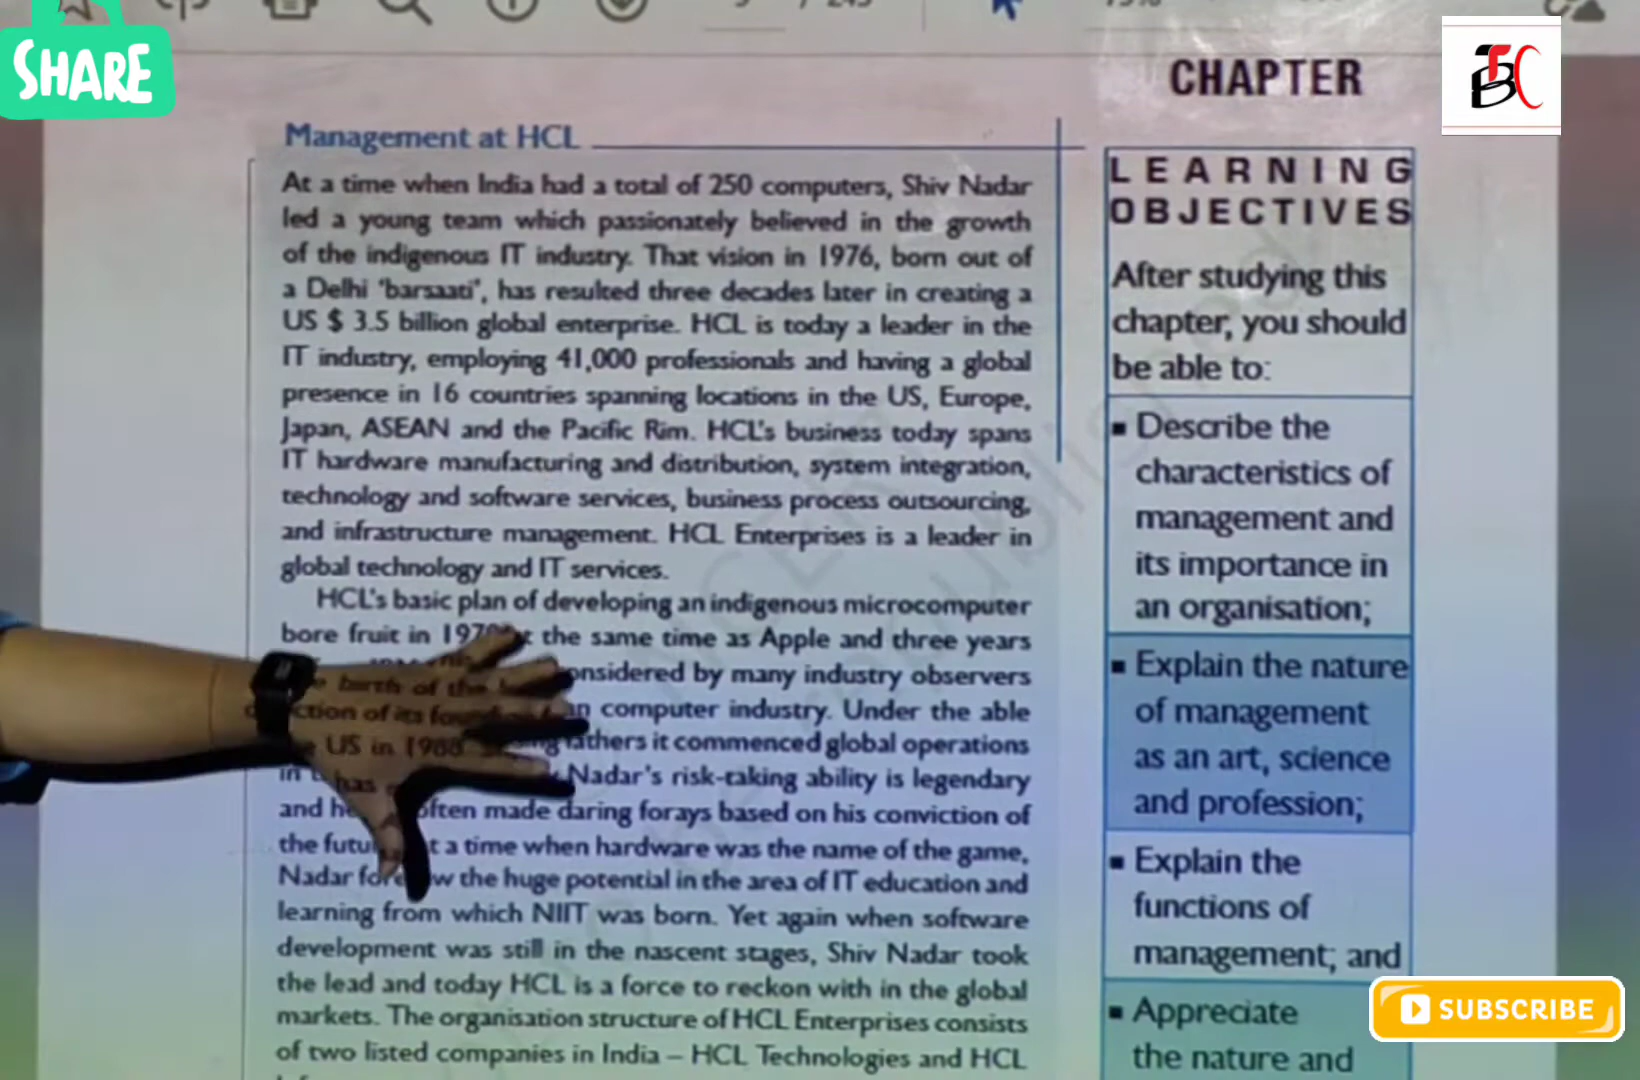 SHARE
CHAPTER
TBC
Management at HCL
At a time when India had a total of 250 computers, Shiv Nadar
led a young team which passionately believed in the growth
of the indigenous IT industry. That vision in 1976, born out of
a Delhi 'barsaati', has resulted three decades later in creating a
US $ 3.5 billion global enterprise. HCL is today a leader in the
IT industry, employing 41,000 professionals and having a global
presence in 16 countries spanning locations in the US, Europe,
Japan, ASEAN and the Pacific Rim. HCL's business today spans
IT hardware manufacturing and distribution, system integration,
technology and software services, business process outsourcing,
and infrastructure management. HCL Enterprises is a leader in
global technology and IT services.
HCL's basic plan of developing an indigenous microcomputer
bore fruit in the same time as Apple and three years
birth of the considered by many industry observers
of its computer industry. Under the able
US in fathers it commenced global operations
in has Nadar's risk-taking ability is legendary
and often made daring forays based on his conviction of
the a time when hardware was the name of the game,
Nadar the huge potential in the area of IT education and
learning from which NIIT was born. Yet again when software
development was still in the nascent stages, Shiv Nadar took
the lead and today HCL is a force to reckon with in the global
markets. The organisation structure of HCL Enterprises consists
of two listed companies in India – HCL Technologies and HCL
LEARNING
OBJECTIVES
After studying this
chapter, you should
be able to:
▪ Describe the
characteristics of
management and
its importance in
an organisation;
▪ Explain the nature
of management
as an art, science
and profession;
▪ Explain the
functions of
management; and
▪ Appreciate
the nature and
SUBSCRIBE